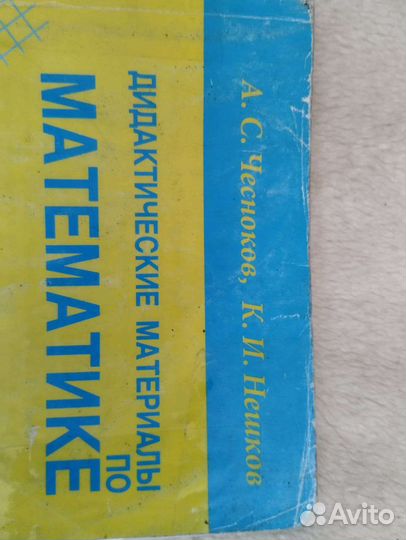 А. С. Чесноков, К. И. Нешков
ДИДАКТИЧЕСКИЕ МАТЕРИАЛЫ
ПО
МАТЕМАТИКЕ
Avito